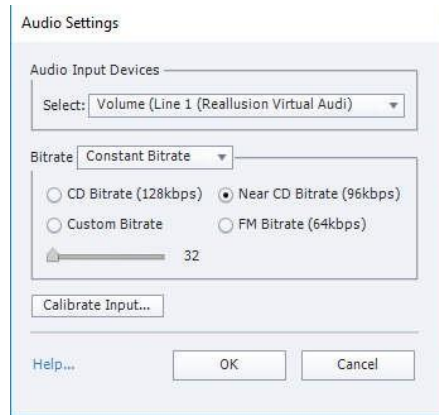 Audio Settings
Audio Input Devices
Select: Volume (Line 1 (Reallusion Virtual Audi)
Bitrate Constant Bitrate
CD Bitrate (128kbps) Near CD Bitrate (96kbps)
Custom Bitrate FM Bitrate (64kbps)
32
Calibrate Input...
Help... OK Cancel